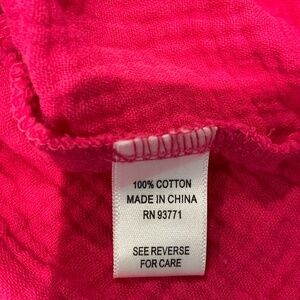 100% COTTON
MADE IN CHINA
RN 93771
SEE REVERSE
FOR CARE